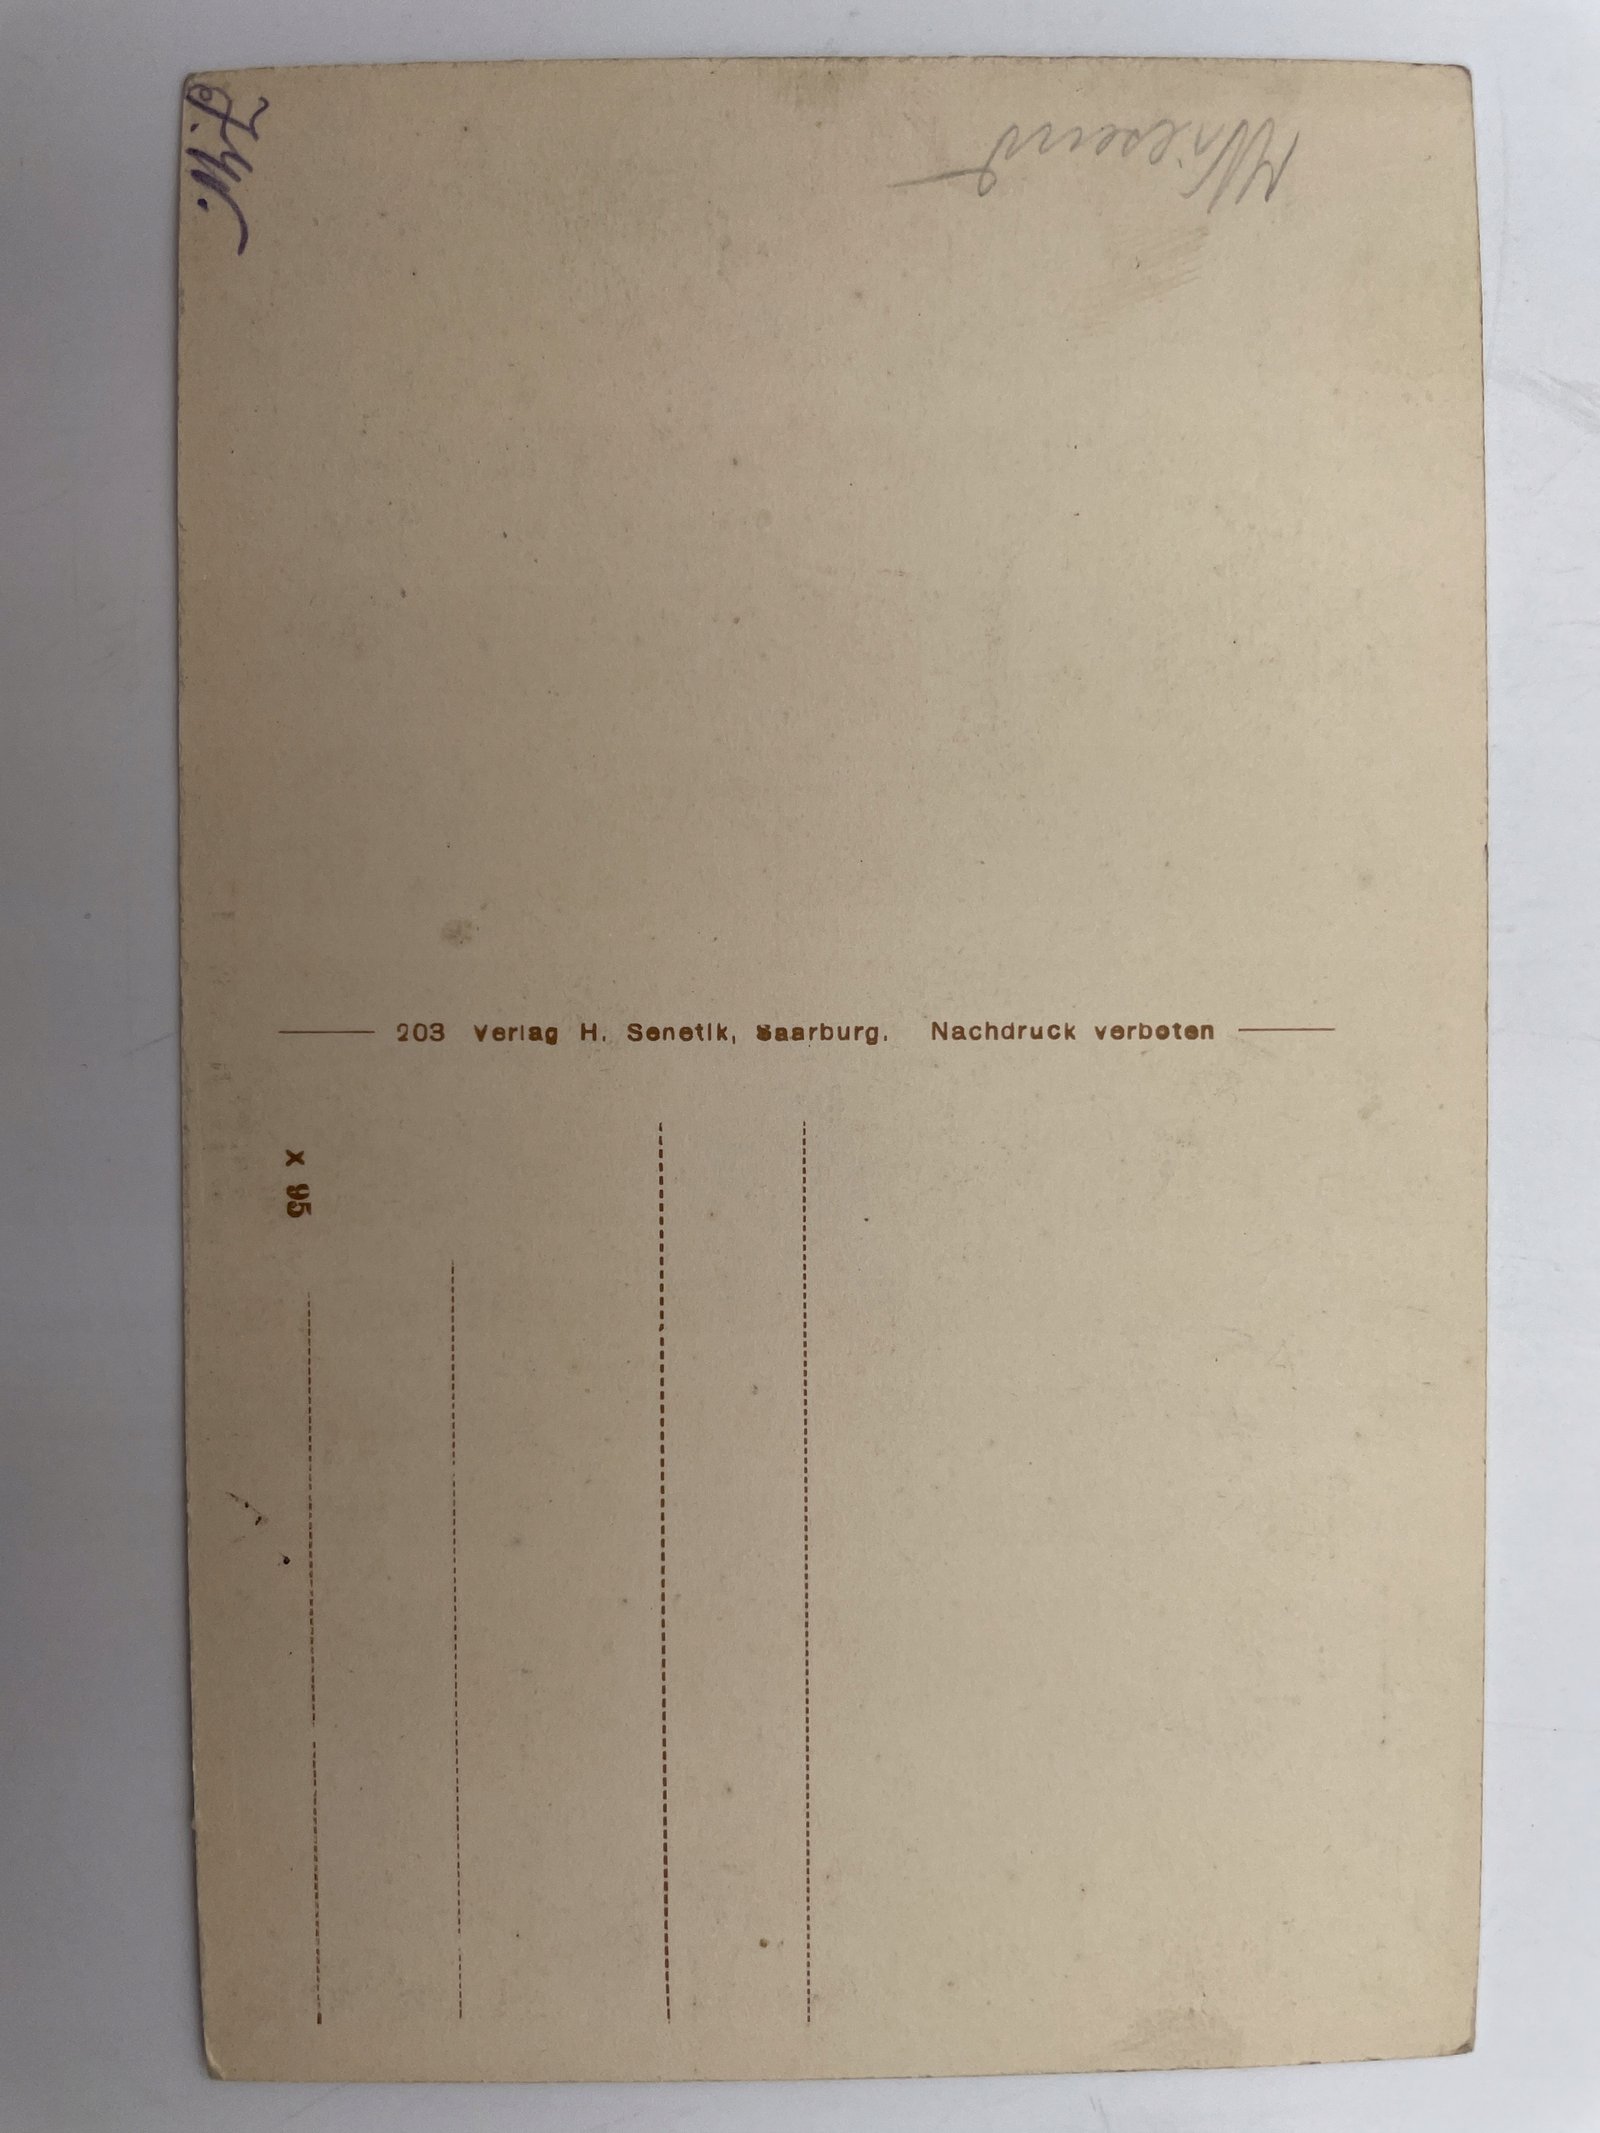 203 Verlag H. Senetik, Saarburg. Nachdruck verboten
x 95